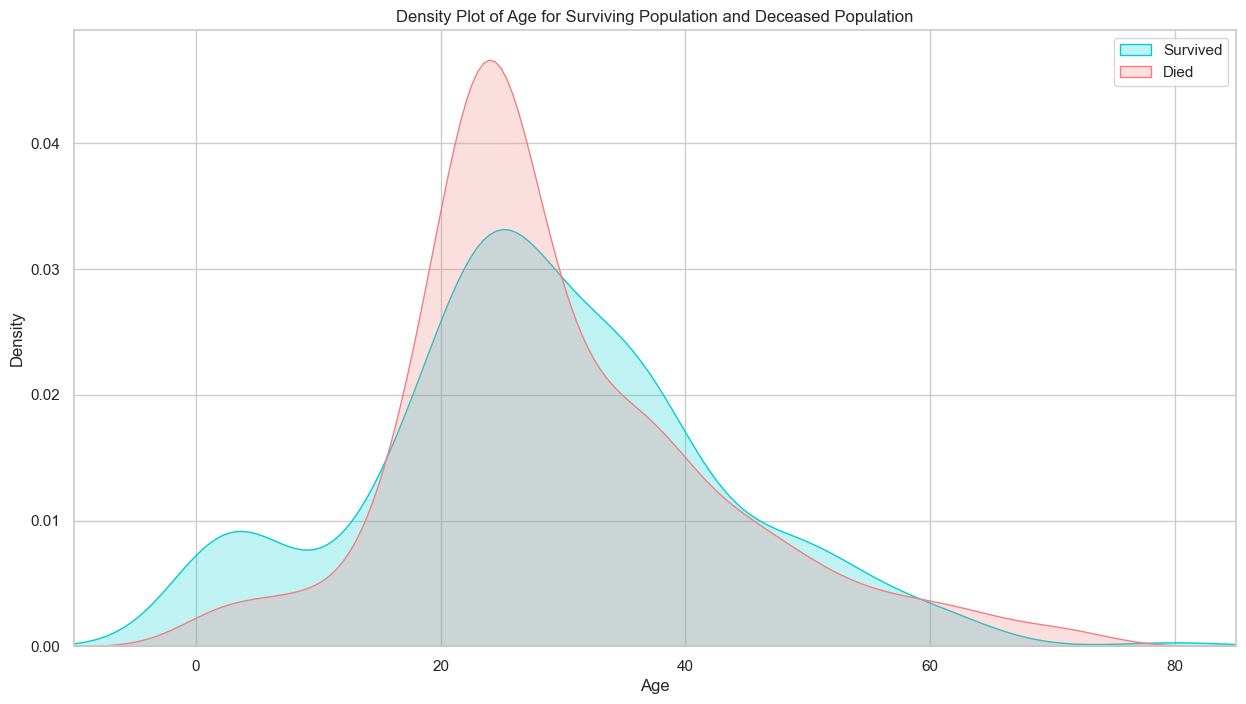 Density Plot of Age for Surviving Population and Deceased Population
Survived
Died
0.04
0.03
0.02
0.01
0.00
Density
0 20 40 60 80
Age